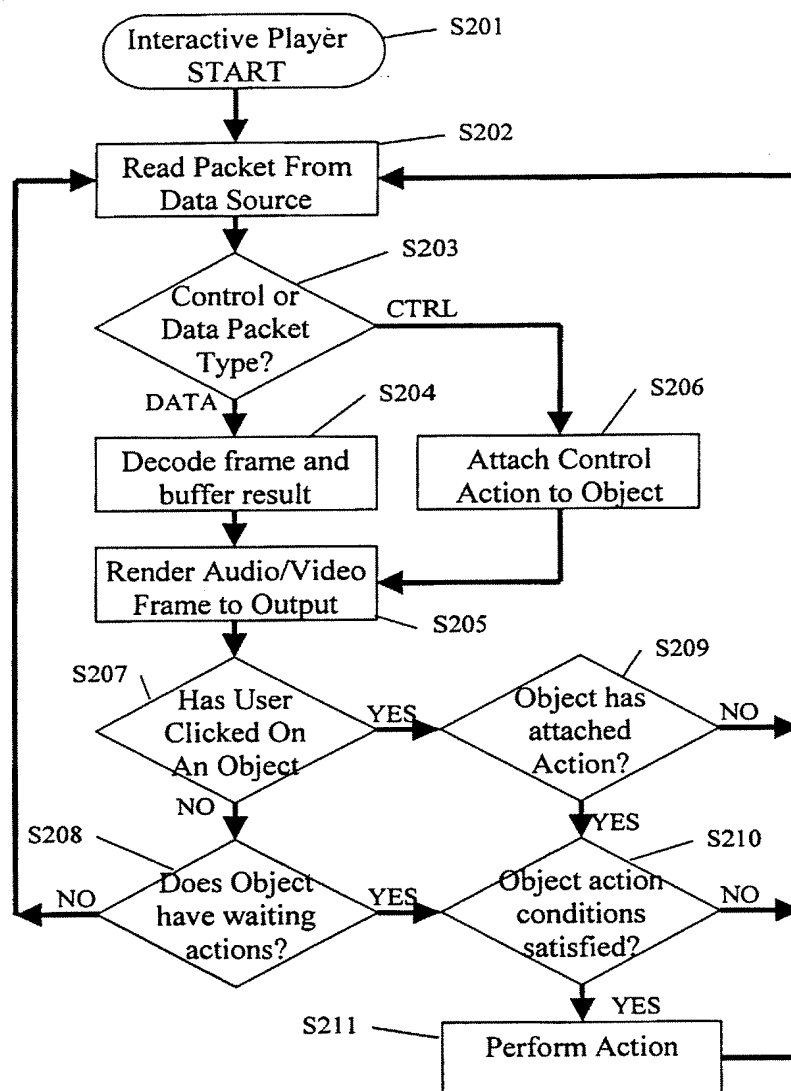 Interactive Player
START
S201
S202
Read Packet From
Data Source
S203
Control or
Data Packet
Type?
CTRL
DATA
S204
S206
Decode frame and
buffer result
Attach Control
Action to Object
Render Audio/Video
Frame to Output
S205
S207
S209
Has User
Clicked On
An Object
YES
Object has
attached
Action?
NO
NO
YES
S208
S210
NO
Does Object
have waiting
actions?
YES
Object action
conditions
satisfied?
NO
YES
S211
Perform Action